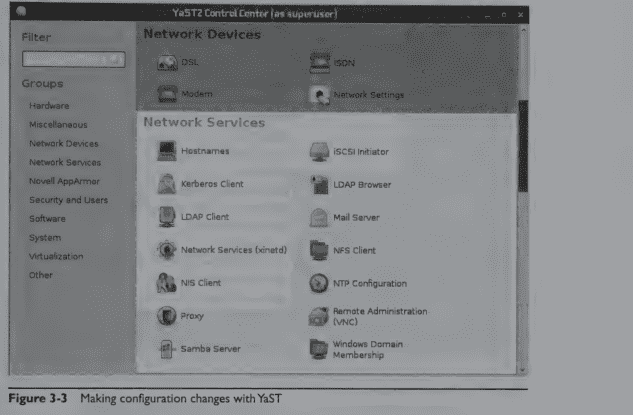 YaST2 Control Center (as superuser)
Filter
Groups
Hardware
Miscellaneous
Network Devices
Network Services
Novell AppArmor
Security and Users
Software
System
Virtualization
Other
Network Devices
DSL
ISDN
Modem
Network Settings
Network Services
Hostnames
iSCSI Initiator
Kerberos Client
LDAP Browser
LDAP Client
Mail Server
Network Services (xinetd)
NFS Client
NIS Client
NTP Configuration
Proxy
Remote Administration
(VNC)
Samba Server
Windows Domain
Membership
Figure 3-3 Making configuration changes with YaST